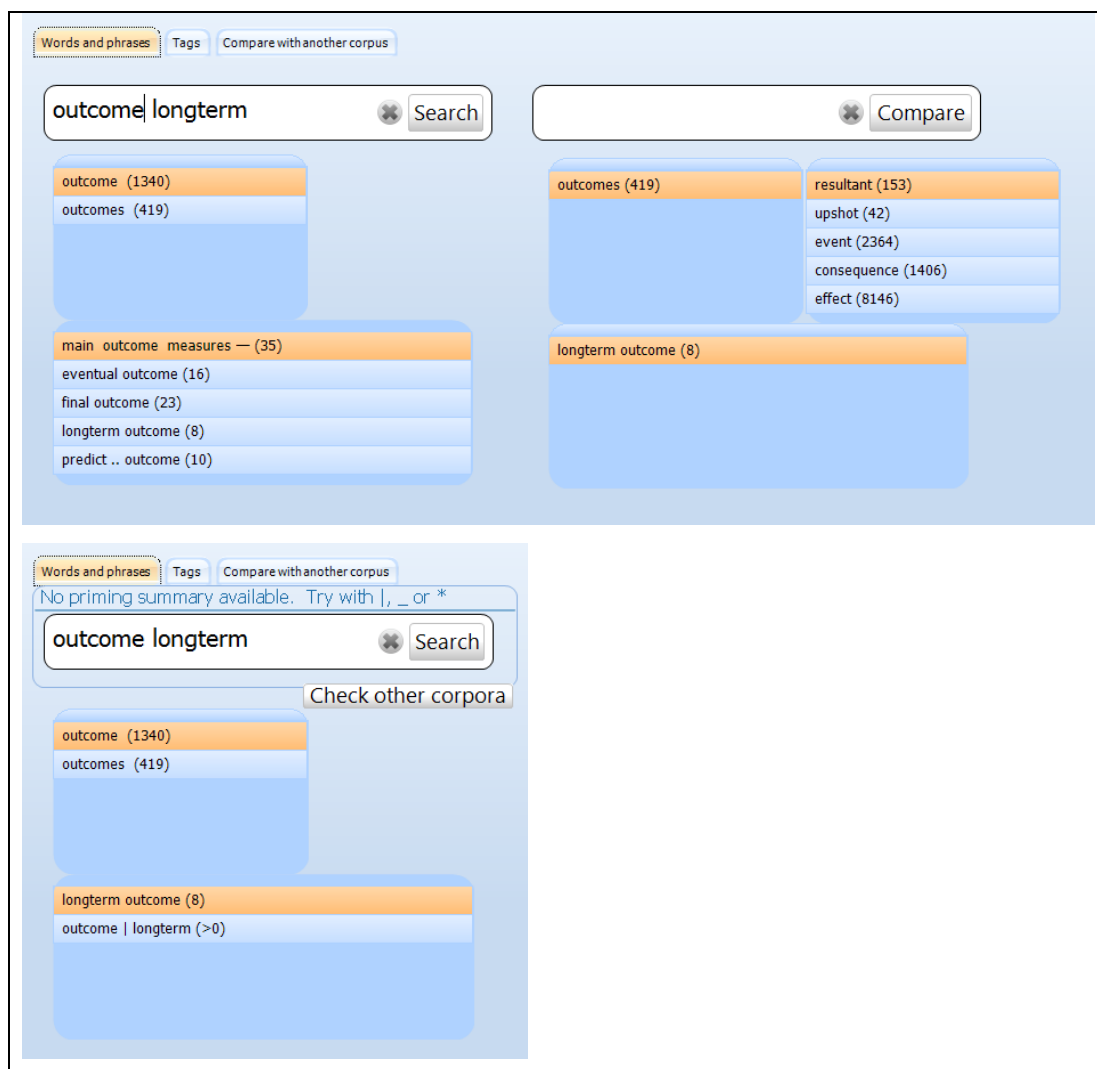 Words and phrases Tags Compare with another corpus
outcome longterm Search
Compare
outcome (1340)
outcomes (419)
outcomes (419)
resultant (153)
upshot (42)
event (2364)
consequence (1406)
effect (8146)
main outcome measures — (35)
eventual outcome (16)
final outcome (23)
longterm outcome (8)
predict .. outcome (10)
longterm outcome (8)
Words and phrases Tags Compare with another corpus
No priming summary available. Try with |, _ or *
outcome longterm Search
Check other corpora
outcome (1340)
outcomes (419)
longterm outcome (8)
outcome | longterm (>0)